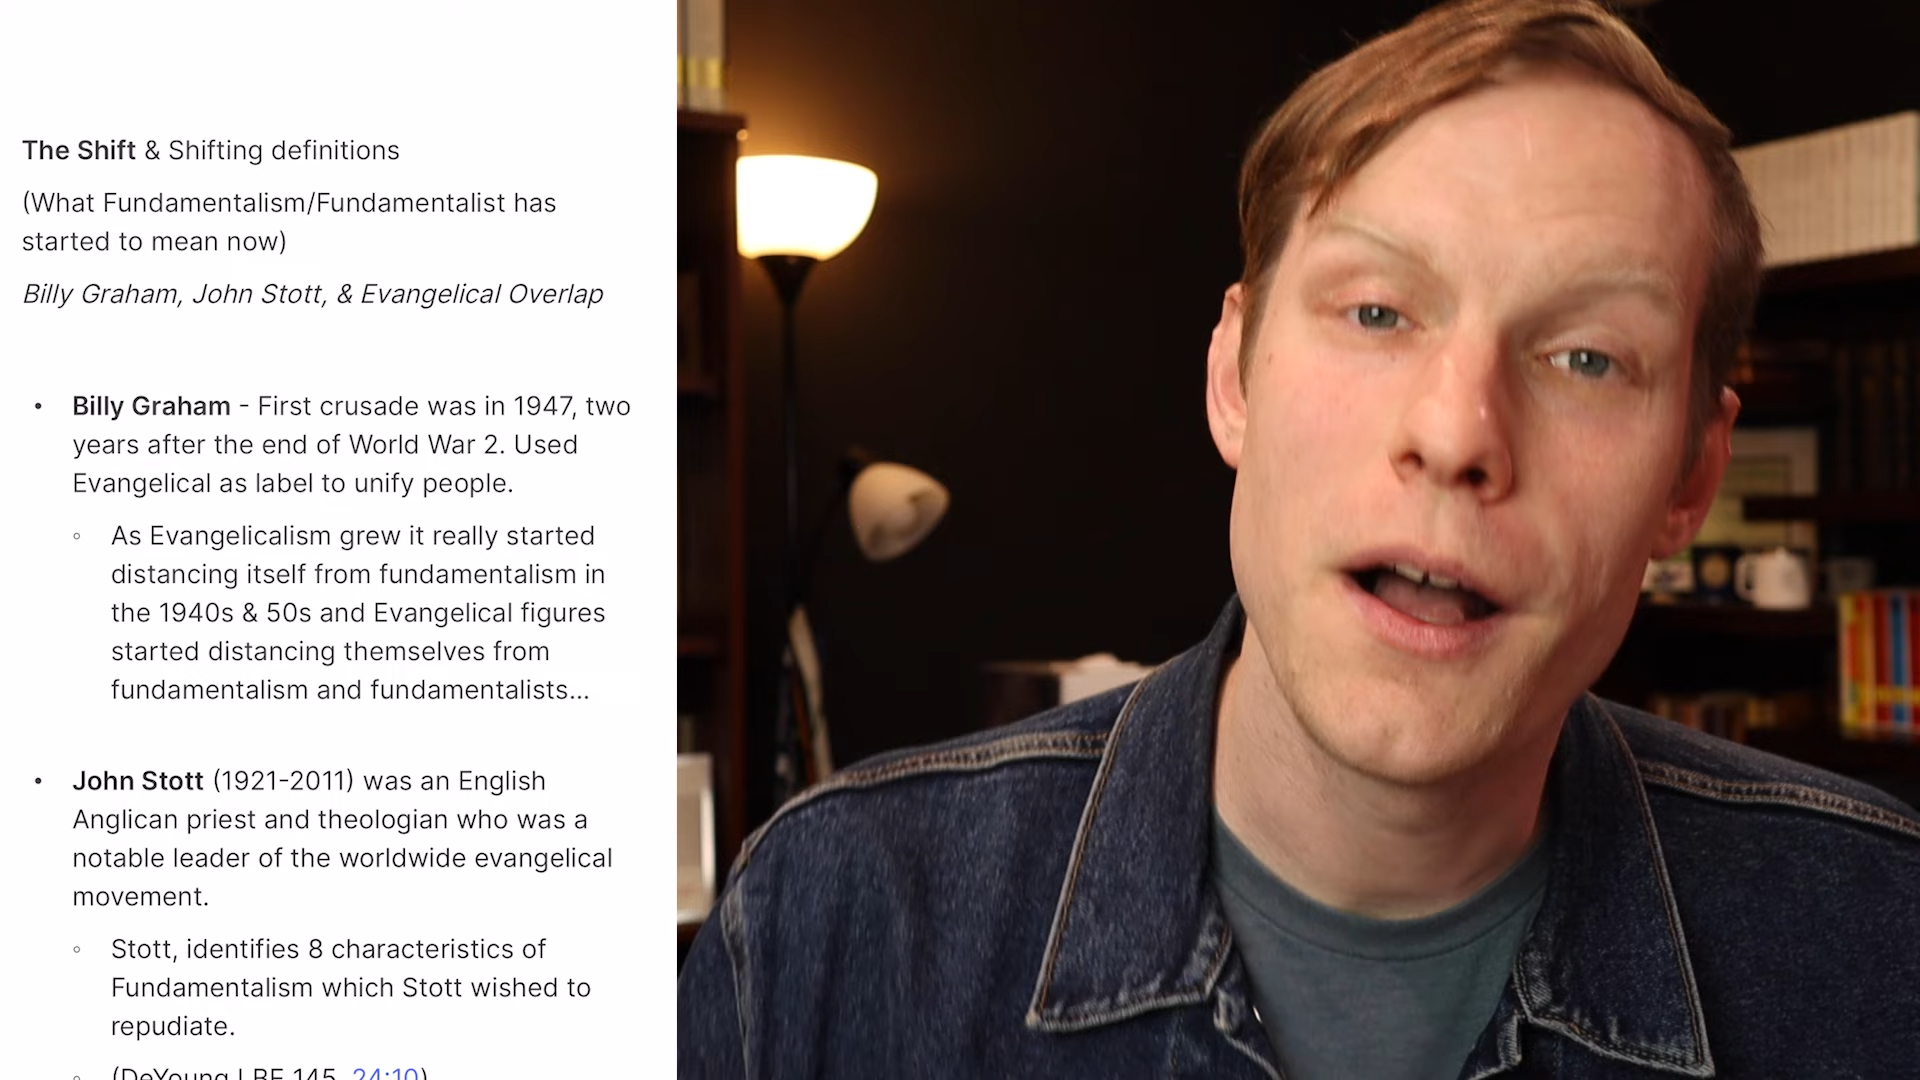 The Shift & Shifting definitions
(What Fundamentalism/Fundamentalist has
started to mean now)
Billy Graham, John Stott, & Evangelical Overlap
• Billy Graham - First crusade was in 1947, two
years after the end of World War 2. Used
Evangelical as label to unify people.
◦ As Evangelicalism grew it really started
distancing itself from fundamentalism in
the 1940s & 50s and Evangelical figures
started distancing themselves from
fundamentalism and fundamentalists...
• John Stott (1921-2011) was an English
Anglican priest and theologian who was a
notable leader of the worldwide evangelical
movement.
◦ Stott, identifies 8 characteristics of
Fundamentalism which Stott wished to
repudiate.
◦ (DeYoung LBE 145, 24:10)